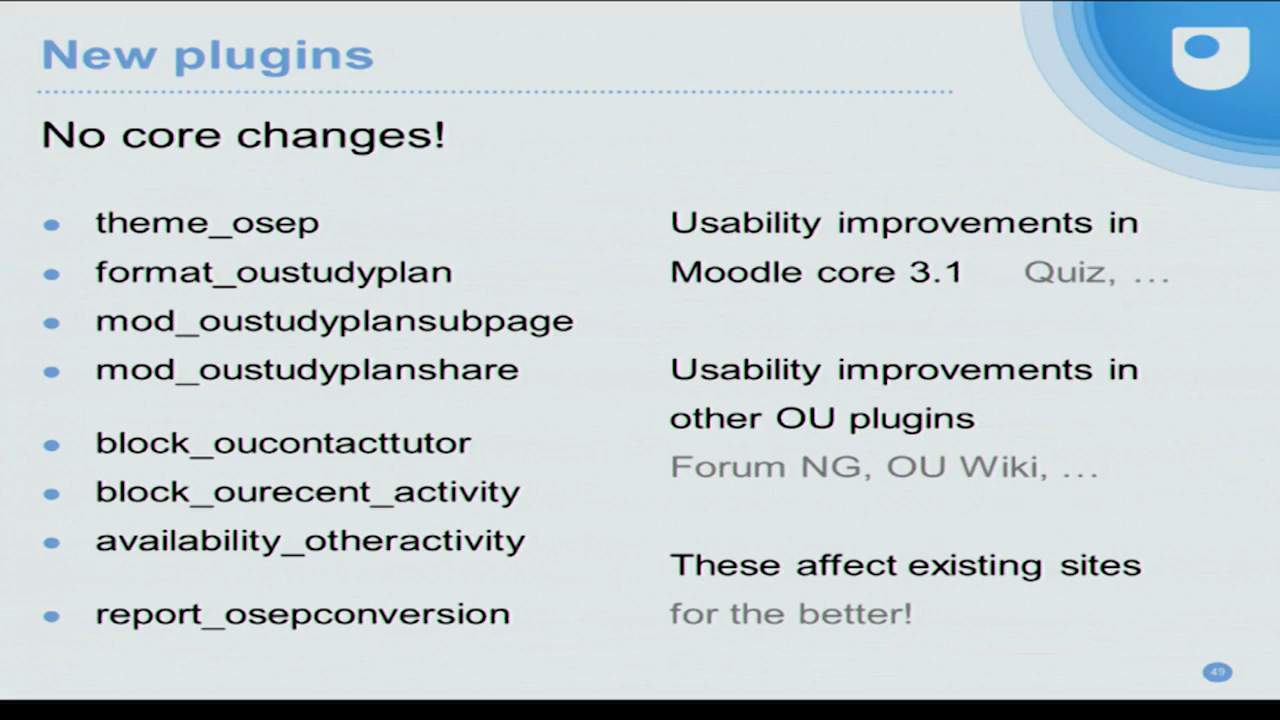 New plugins
No core changes!
theme_osep
format_oustudyplan
mod_oustudyplansubpage
mod_oustudyplanshare
block_oucontacttutor
block_ourecent_activity
availability_otheractivity
report_osepconversion
Usability improvements in
Moodle core 3.1 Quiz, ...
Usability improvements in
other OU plugins
Forum NG, OU Wiki, ...
These affect existing sites
for the better!
49